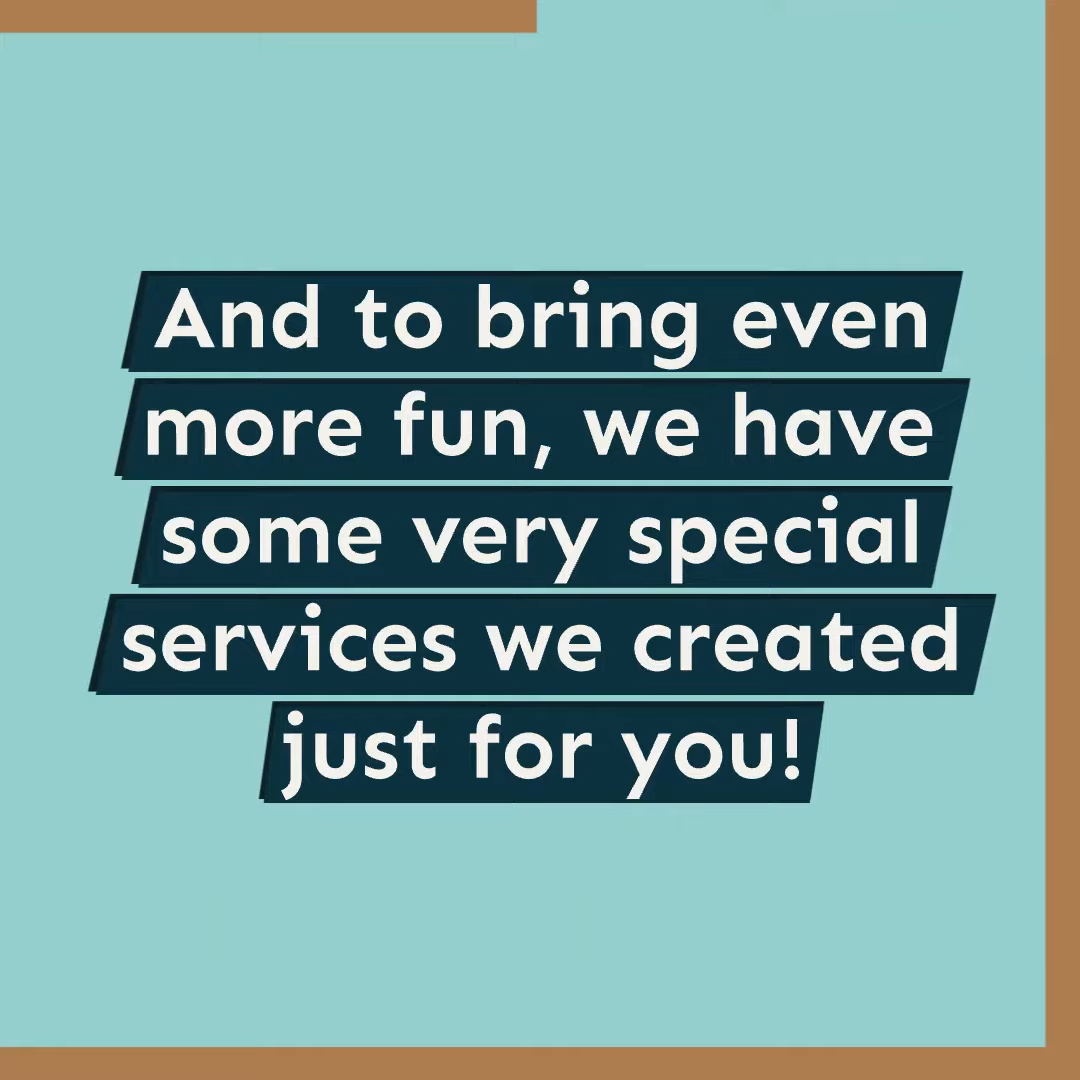 And to bring even
more fun, we have
some very special
services we created
just for you!